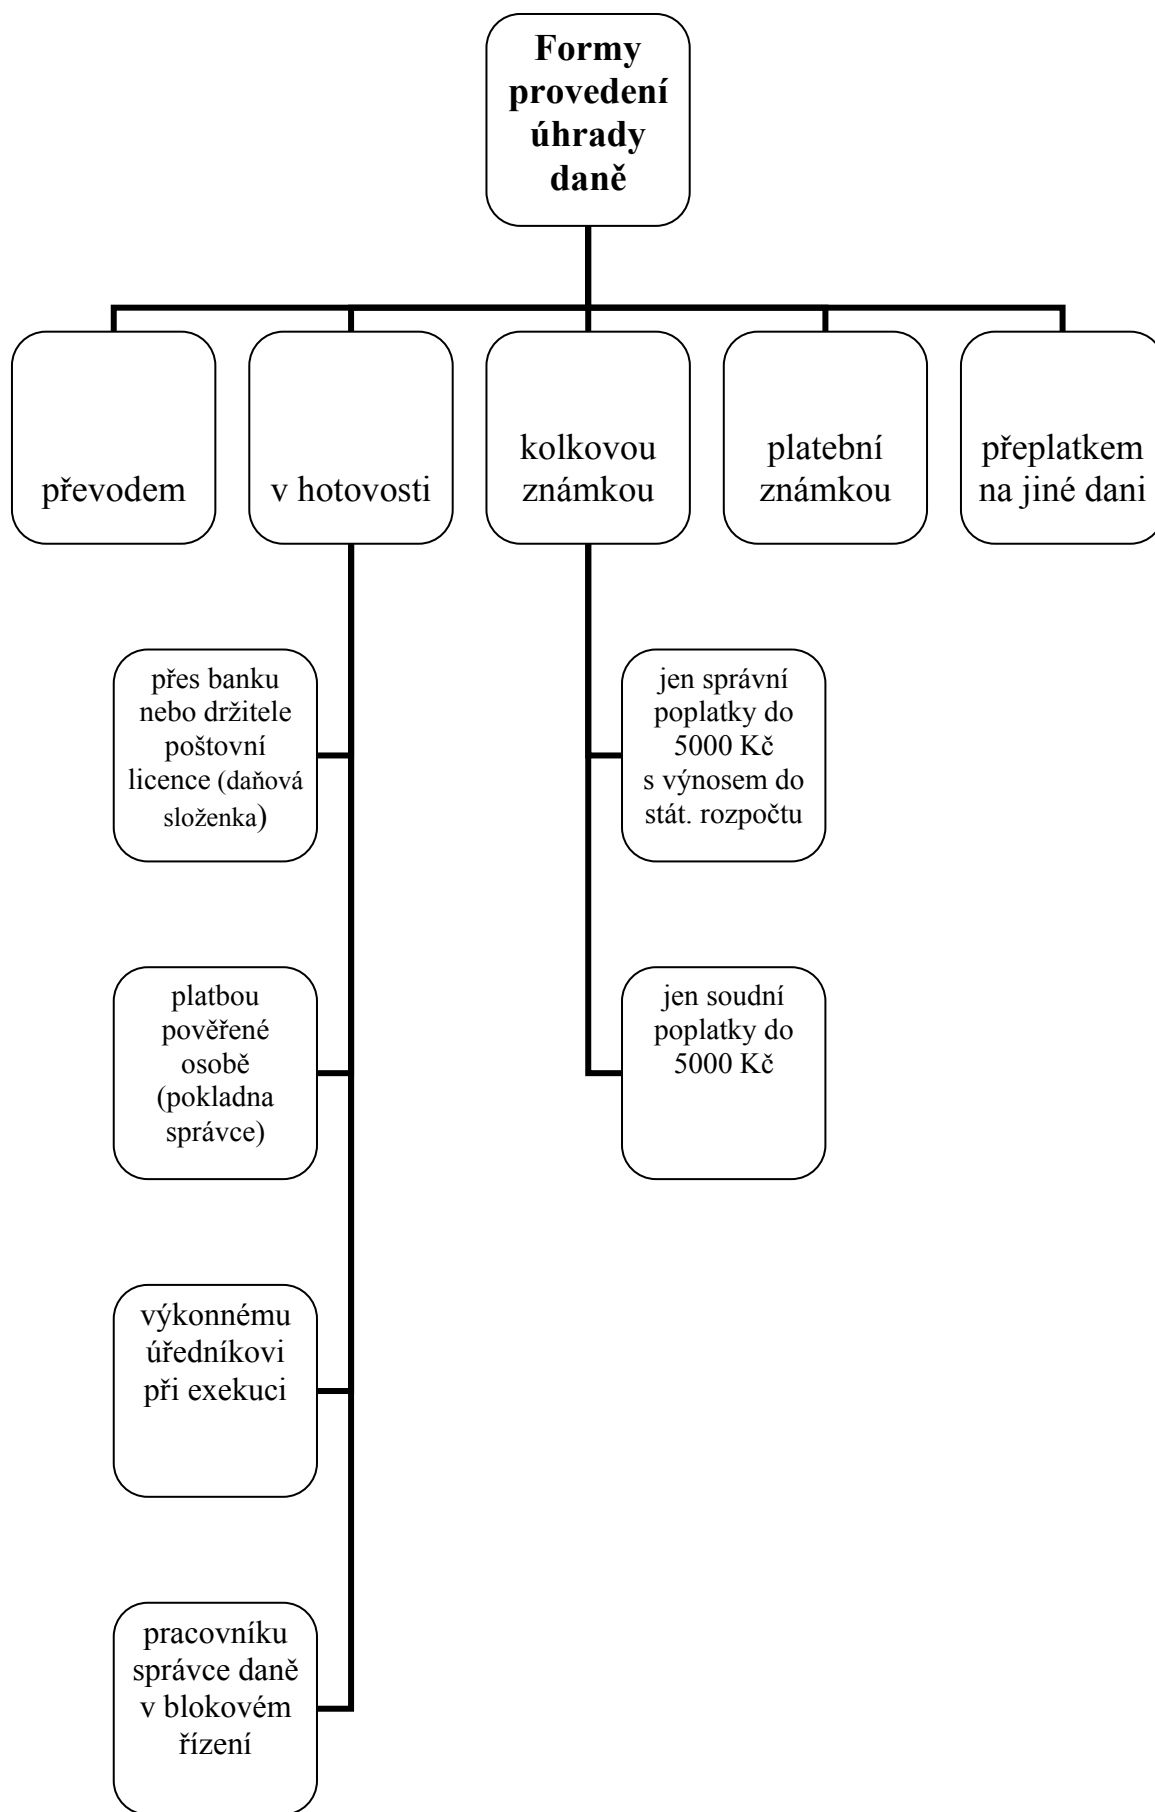 Formy
provedení
úhrady
daně
převodem
v hotovosti
kolkovou
známkou
platební
známkou
přeplatkem
na jiné dani
přes banku
nebo držitele
poštovní
licence (daňová
složenka)
jen správní
poplatky do
5000 Kč
s výnosem do
stát. rozpočtu
platbou
pověřené
osobě
(pokladna
správce)
jen soudní
poplatky do
5000 Kč
výkonnému
úředníkovi
při exekuci
pracovníku
správce daně
v blokovém
řízení